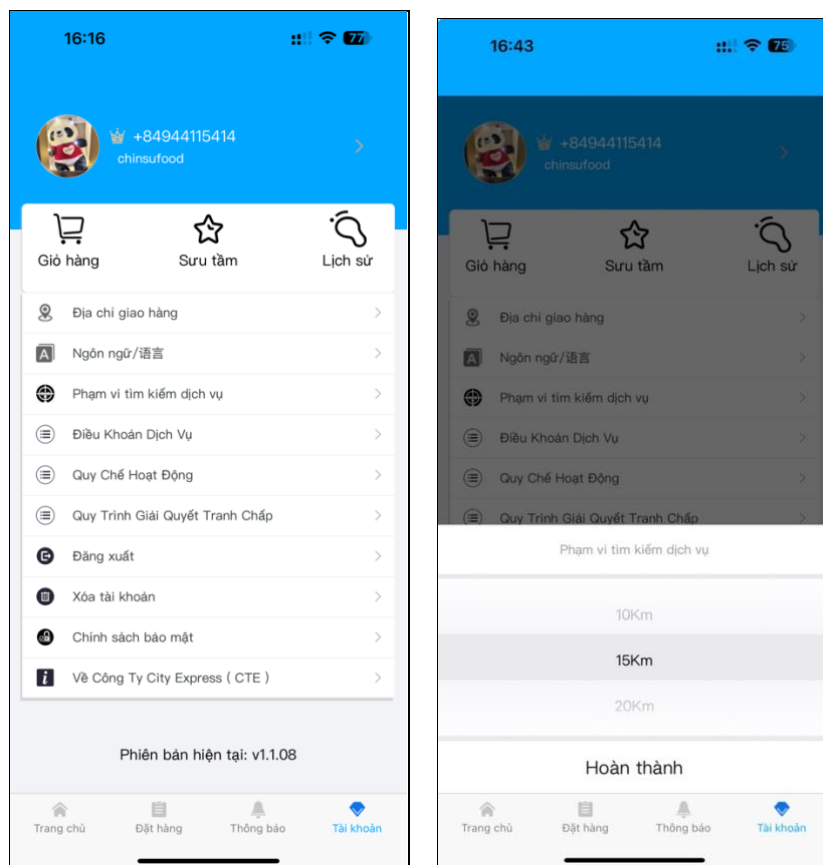 16:16
77
+84944115414
chinsufood
Giỏ hàng
Sưu tầm
Lịch sử
Địa chỉ giao hàng
A
Ngôn ngữ/语言
Phạm vi tìm kiếm dịch vụ
Điều Khoản Dịch Vụ
Quy Chế Hoạt Động
Quy Trình Giải Quyết Tranh Chấp
Đăng xuất
Xóa tài khoản
Chính sách bảo mật
i
Về Công Ty City Express ( CTE )
Phiên bản hiện tại: v1.1.08
Trang chủ
Đặt hàng
Thông báo
Tài khoản
16:43
75
+84944115414
chinsufood
Giỏ hàng
Sưu tầm
Lịch sử
Địa chỉ giao hàng
A
Ngôn ngữ/语言
Phạm vi tìm kiếm dịch vụ
Điều Khoản Dịch Vụ
Quy Chế Hoạt Động
Quy Trình Giải Quyết Tranh Chấp
Phạm vi tìm kiếm dịch vụ
10Km
15Km
20Km
Hoàn thành
Trang chủ
Đặt hàng
Thông báo
Tài khoản